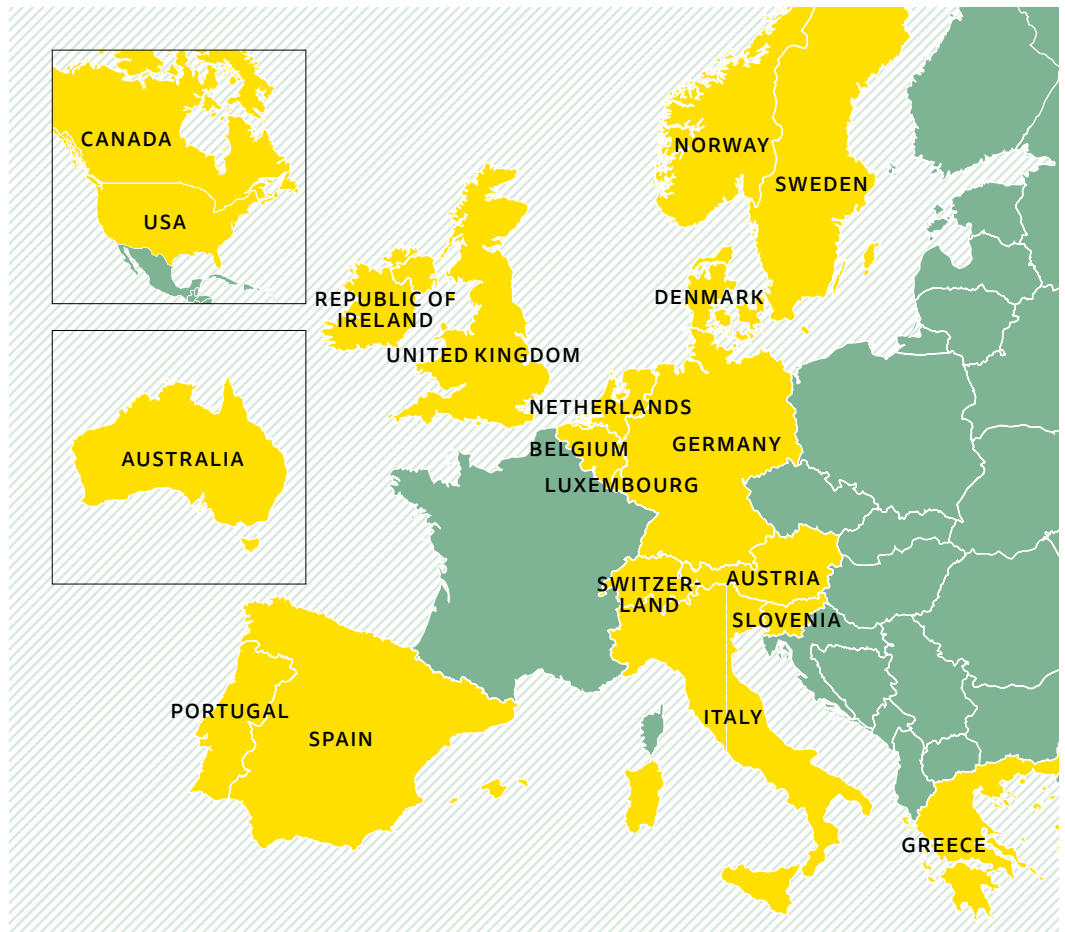 CANADA
USA
AUSTRALIA
NORWAY
SWEDEN
REPUBLIC OF
IRELAND
DENMARK
UNITED KINGDOM
NETHERLANDS
BELGIUM
GERMANY
LUXEMBOURG
SWITZER-
LAND
AUSTRIA
SLOVENIA
PORTUGAL
SPAIN
ITALY
GREECE